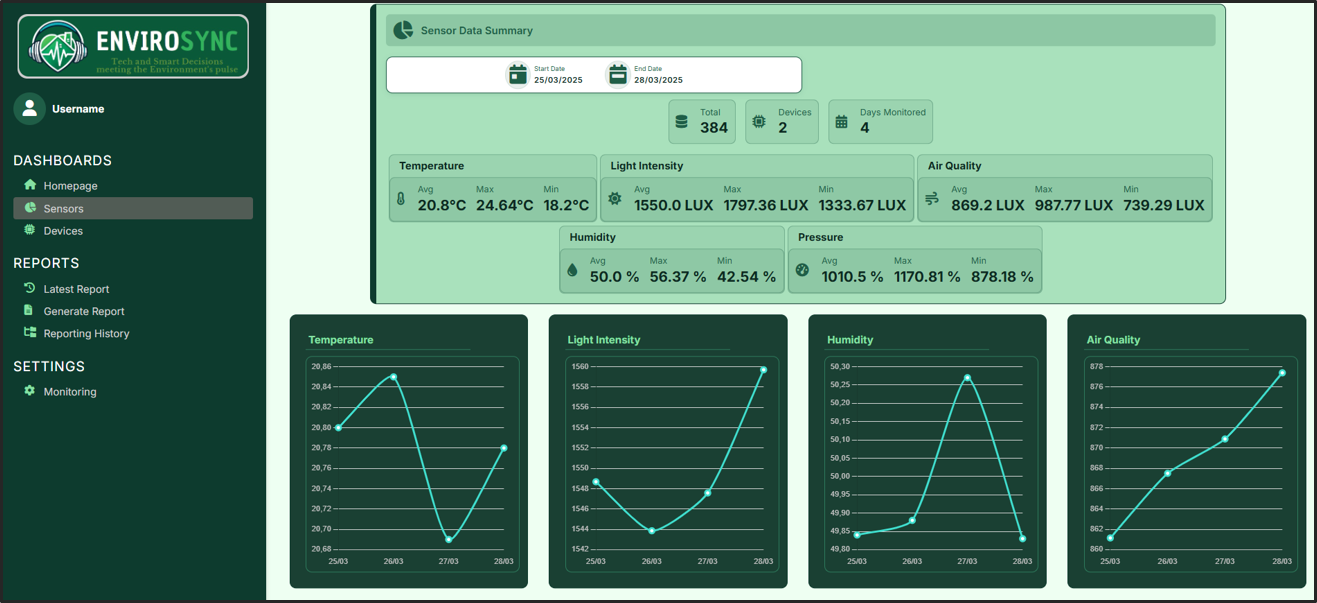 ENVIROSYNC
Tech and Smart Decisions
meeting the Environment's pulse
Username
DASHBOARDS
Homepage
Sensors
Devices
REPORTS
Latest Report
Generate Report
Reporting History
SETTINGS
Monitoring
Sensor Data Summary
Start Date
25/03/2025
End Date
28/03/2025
Total
384
Devices
2
Days Monitored
4
Temperature
Avg Max Min
20.8°C 24.64°C 18.2°C
Light Intensity
Avg Max Min
1550.0 LUX 1797.36 LUX 1333.67 LUX
Air Quality
Avg Max Min
869.2 LUX 987.77 LUX 739.29 LUX
Humidity
Avg Max Min
50.0 % 56.37 % 42.54 %
Pressure
Avg Max Min
1010.5 % 1170.81 % 878.18 %
Temperature
20,86
20,84
20,82
20,80
20,78
20,76
20,74
20,72
20,70
20,68
25/03 26/03 27/03 28/03
Light Intensity
1560
1558
1556
1554
1552
1550
1548
1546
1544
1542
25/03 26/03 27/03 28/03
Humidity
50,30
50,25
50,20
50,15
50,10
50,05
50,00
49,95
49,90
49,85
49,80
25/03 26/03 27/03 28/03
Air Quality
878
876
874
872
870
868
866
864
862
860
25/03 26/03 27/03 28/03